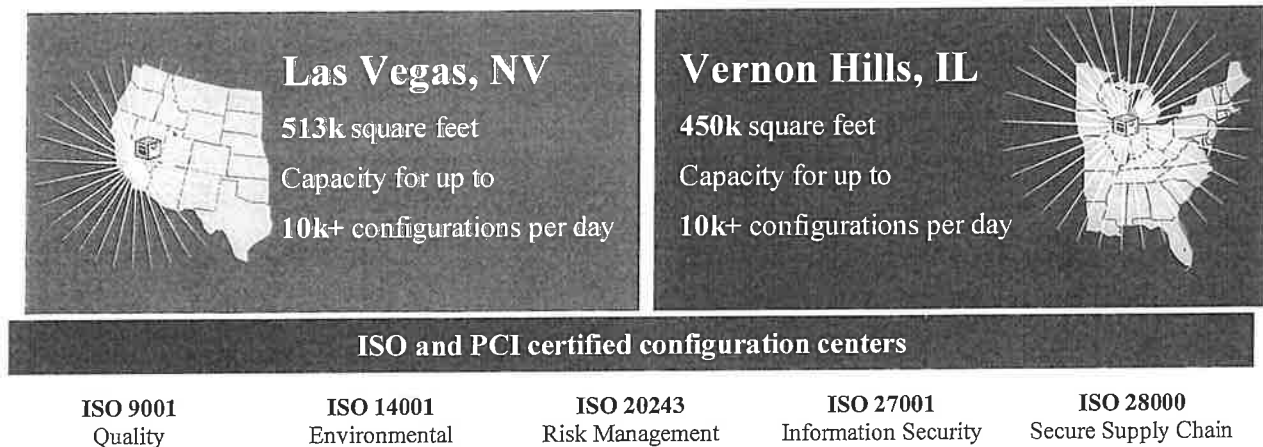 Las Vegas, NV
513k square feet
Capacity for up to
10k+ configurations per day
Vernon Hills, IL
450k square feet
Capacity for up to
10k+ configurations per day
ISO and PCI certified configuration centers
ISO 9001
Quality
ISO 14001
Environmental
ISO 20243
Risk Management
ISO 27001
Information Security
ISO 28000
Secure Supply Chain